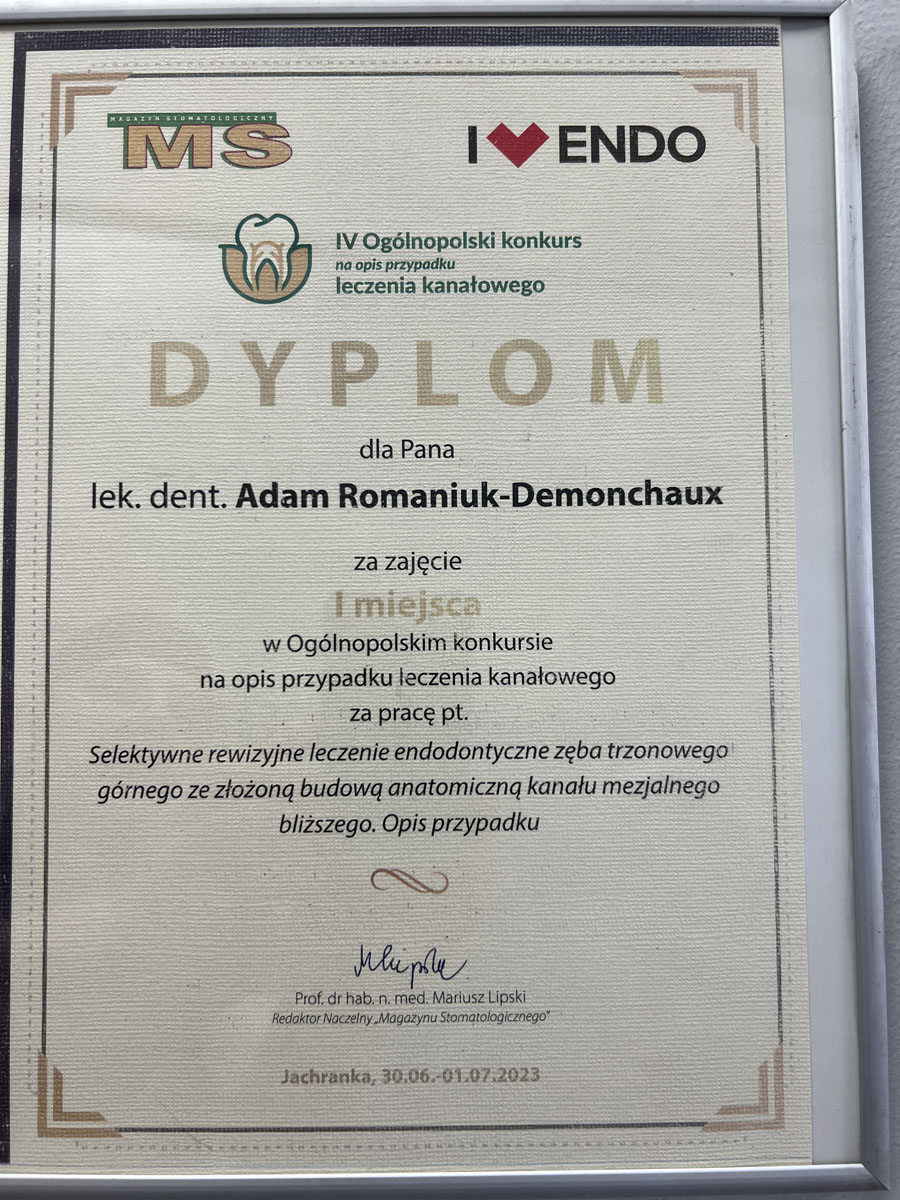 MAGAZYN STOMATOLOGICZNY
MS
I ❤ ENDO
IV Ogólnopolski konkurs
na opis przypadku
leczenia kanałowego
DYPLOM
dla Pana
lek. dent. Adam Romaniuk-Demonchaux
za zajęcie
I miejsca
w Ogólnopolskim konkursie
na opis przypadku leczenia kanałowego
za pracę pt.
Selektywne rewizyjne leczenie endodontyczne zęba trzonowego
górnego ze złożoną budową anatomiczną kanału mezjalnego
bliższego. Opis przypadku
Prof. dr hab. n. med. Mariusz Lipski
Redaktor Naczelny „Magazynu Stomatologicznego"
Jachranka, 30.06.-01.07.2023